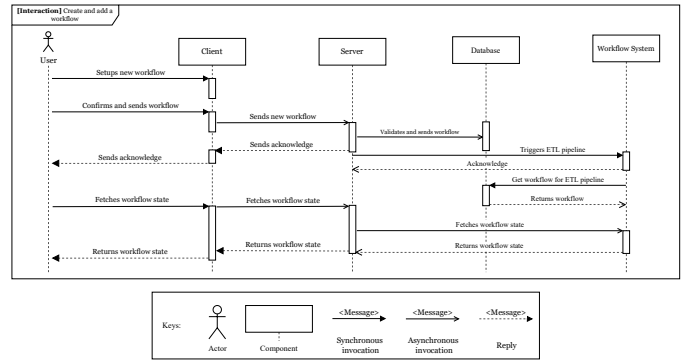 [Interaction] Create and add a
workflow
User
Client
Server
Database
Workflow System
Setups new workflow
Confirms and sends workflow
Sends new workflow
Validates and sends workflow
Sends acknowledge
Triggers ETL pipeline
Sends acknowledge
Acknowledge
Get workflow for ETL pipeline
Fetches workflow state
Fetches workflow state
Returns workflow
Fetches workflow state
Returns workflow state
Returns workflow state
Returns workflow state
Keys:
Actor
Component
<Message>
Synchronous
invocation
<Message>
Asynchronous
invocation
<Message>
Reply